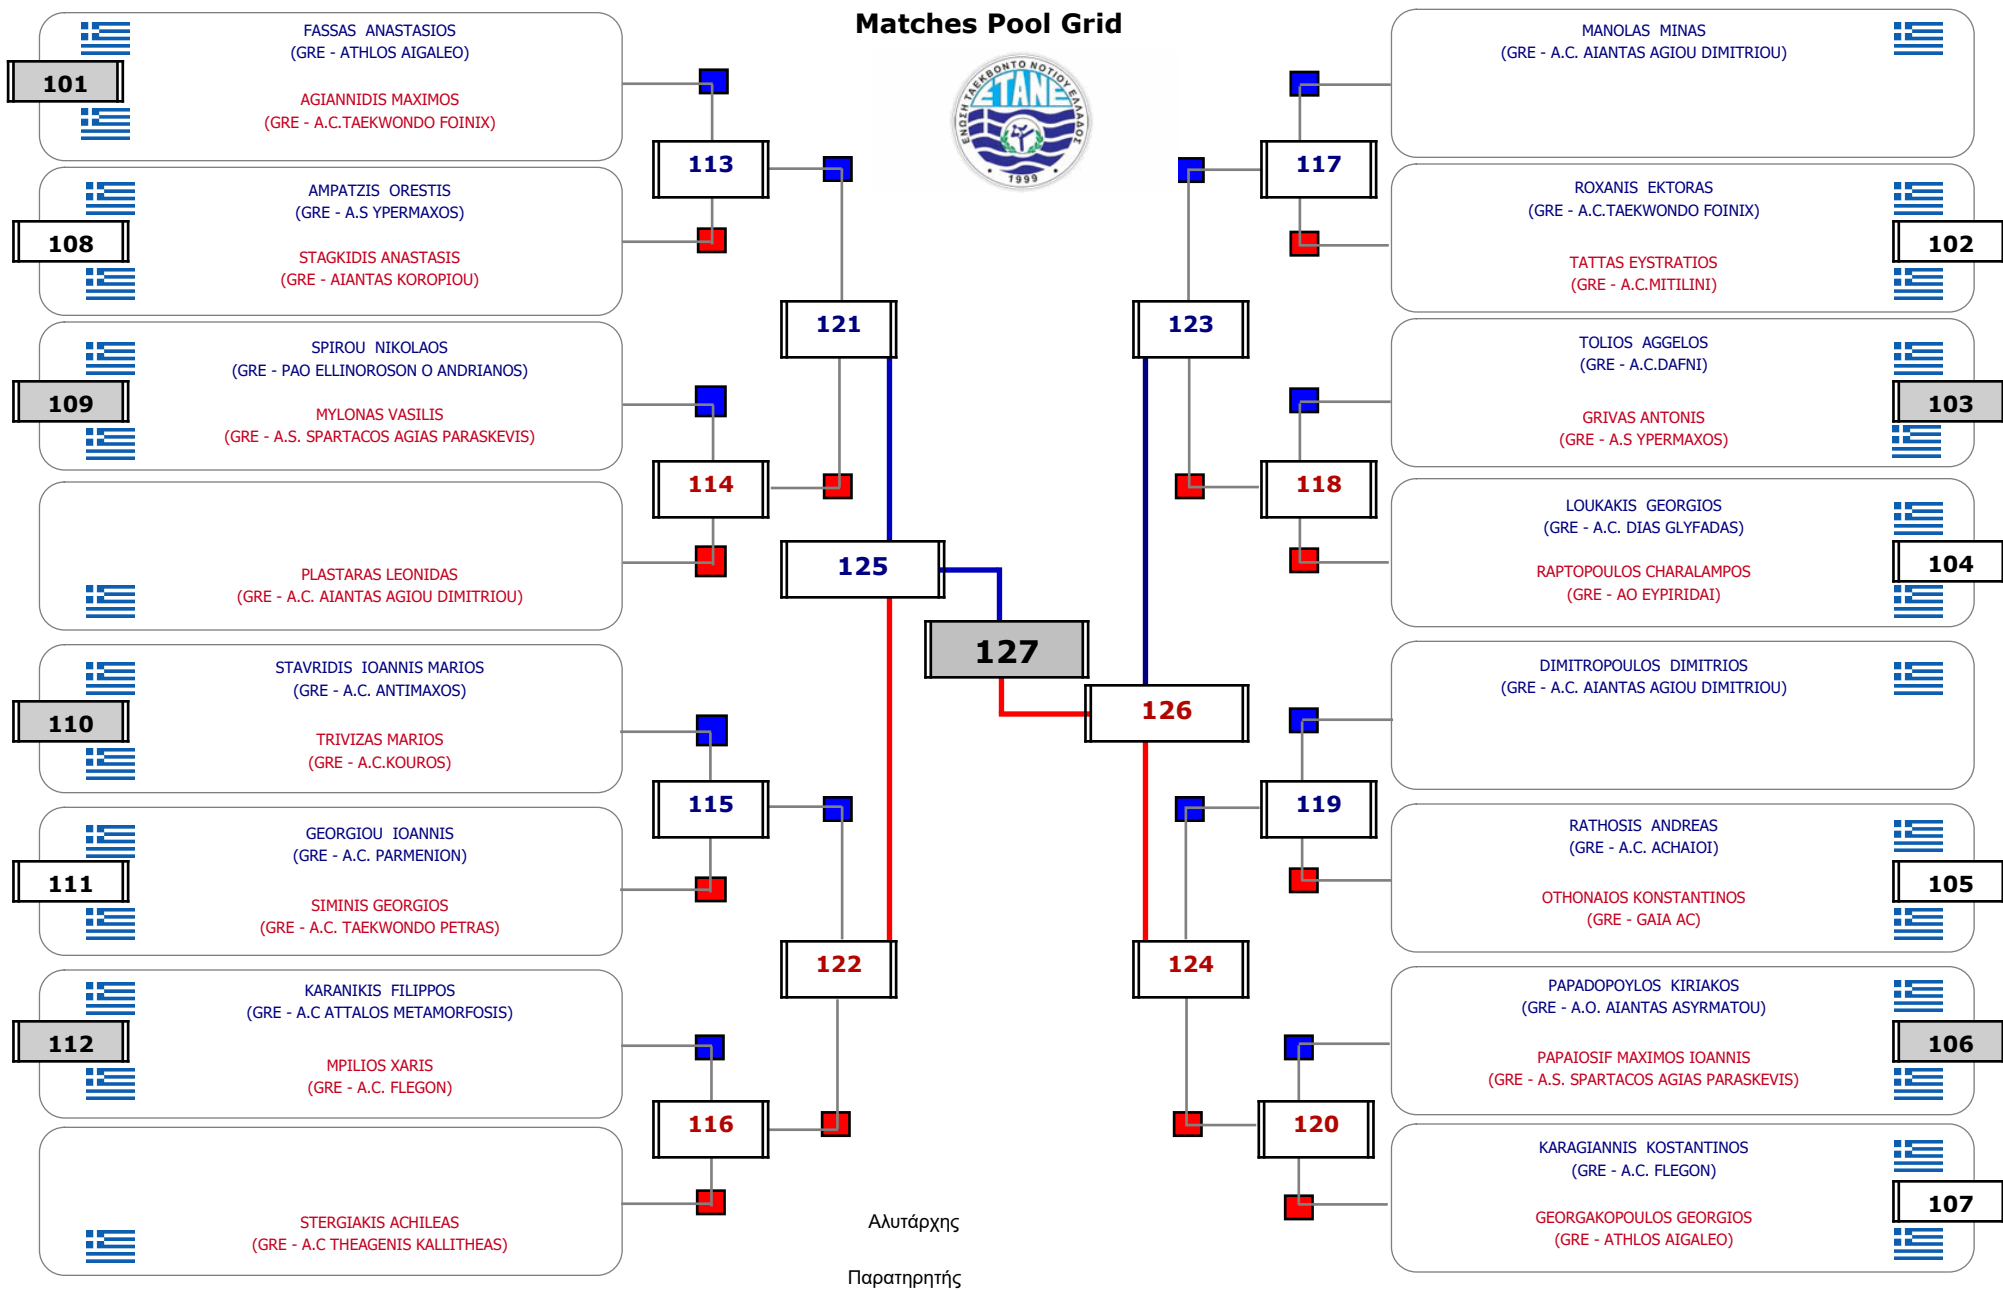 Matches Pool Grid
ΕΝΩΣΗ ΤΑΕΚΒΟΝΤΟ ΝΟΤΙΟΥ ΕΛΛΑΔΟΣ
ΕΤΑΝΕ
· 1999 ·
FASSAS ANASTASIOS
(GRE - ATHLOS AIGALEO)
101
AGIANNIDIS MAXIMOS
(GRE - A.C.TAEKWONDO FOINIX)
AMPATZIS ORESTIS
(GRE - A.S YPERMAXOS)
108
STAGKIDIS ANASTASIS
(GRE - AIANTAS KOROPIOU)
SPIROU NIKOLAOS
(GRE - PAO ELLINOROSON O ANDRIANOS)
109
MYLONAS VASILIS
(GRE - A.S. SPARTACOS AGIAS PARASKEVIS)
PLASTARAS LEONIDAS
(GRE - A.C. AIANTAS AGIOU DIMITRIOU)
STAVRIDIS IOANNIS MARIOS
(GRE - A.C. ANTIMAXOS)
110
TRIVIZAS MARIOS
(GRE - A.C.KOUROS)
GEORGIOU IOANNIS
(GRE - A.C. PARMENION)
111
SIMINIS GEORGIOS
(GRE - A.C. TAEKWONDO PETRAS)
KARANIKIS FILIPPOS
(GRE - A.C ATTALOS METAMORFOSIS)
112
MPILIOS XARIS
(GRE - A.C. FLEGON)
STERGIAKIS ACHILEAS
(GRE - A.C THEAGENIS KALLITHEAS)
113
114
115
116
121
122
125
127
126
123
124
117
118
119
120
MANOLAS MINAS
(GRE - A.C. AIANTAS AGIOU DIMITRIOU)
ROXANIS EKTORAS
(GRE - A.C.TAEKWONDO FOINIX)
102
TATTAS EYSTRATIOS
(GRE - A.C.MITILINI)
TOLIOS AGGELOS
(GRE - A.C.DAFNI)
103
GRIVAS ANTONIS
(GRE - A.S YPERMAXOS)
LOUKAKIS GEORGIOS
(GRE - A.C. DIAS GLYFADAS)
104
RAPTOPOULOS CHARALAMPOS
(GRE - AO EYPIRIDAI)
DIMITROPOULOS DIMITRIOS
(GRE - A.C. AIANTAS AGIOU DIMITRIOU)
RATHOSIS ANDREAS
(GRE - A.C. ACHAIOI)
105
OTHONAIOS KONSTANTINOS
(GRE - GAIA AC)
PAPADOPOYLOS KIRIAKOS
(GRE - A.O. AIANTAS ASYRMATOU)
106
PAPAIOSIF MAXIMOS IOANNIS
(GRE - A.S. SPARTACOS AGIAS PARASKEVIS)
KARAGIANNIS KOSTANTINOS
(GRE - A.C. FLEGON)
107
GEORGAKOPOULOS GEORGIOS
(GRE - ATHLOS AIGALEO)
Αλυτάρχης
Παρατηρητής